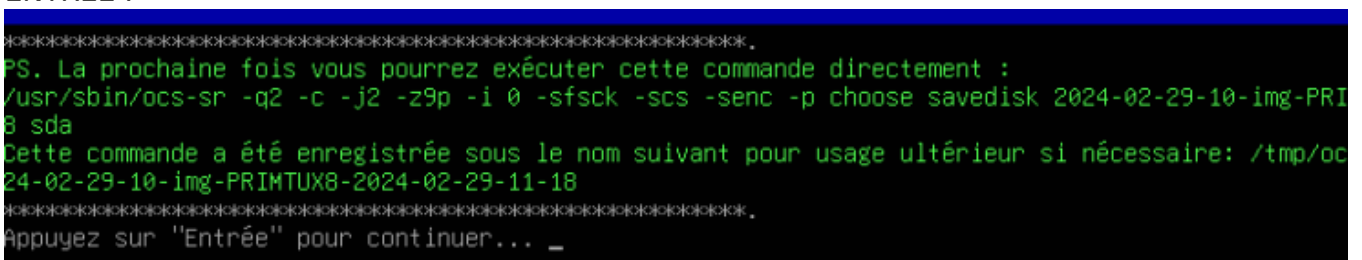 ************************************************************.
PS. La prochaine fois vous pourrez exécuter cette commande directement :
/usr/sbin/ocs-sr -q2 -c -j2 -z9p -i 0 -sfsck -scs -senc -p choose savedisk 2024-02-29-10-img-PRI
8 sda
Cette commande a été enregistrée sous le nom suivant pour usage ultérieur si nécessaire: /tmp/oc
24-02-29-10-img-PRIMTUX8-2024-02-29-11-18
************************************************************.
Appuyez sur "Entrée" pour continuer... _